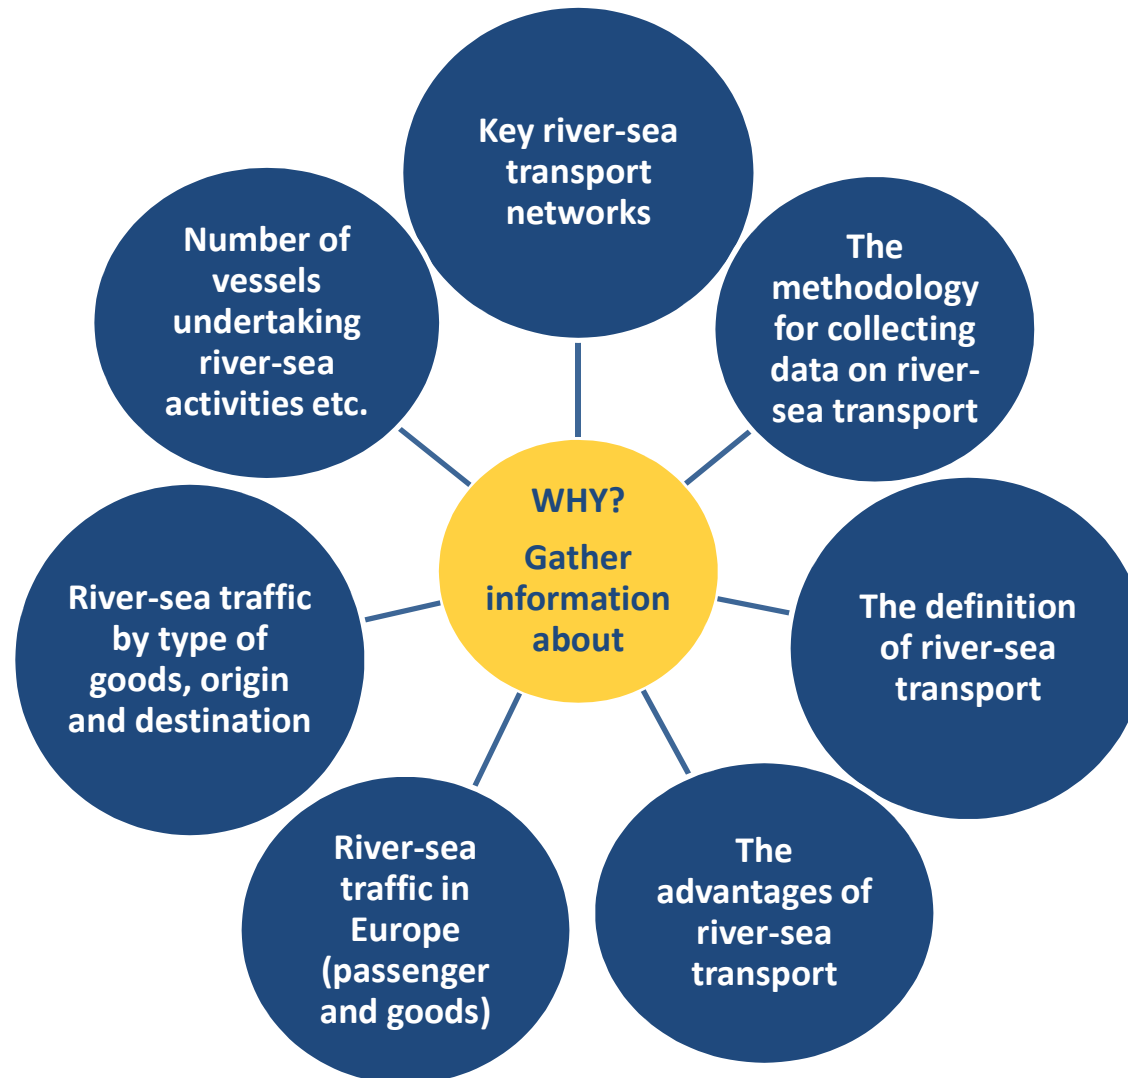 Key river-sea
transport
networks
The
methodology
for collecting
data on river-
sea transport
The definition
of river-sea
transport
The
advantages of
river-sea
transport
River-sea
traffic in
Europe
(passenger
and goods)
River-sea traffic
by type of
goods, origin
and destination
Number of
vessels
undertaking
river-sea
activities etc.
WHY?
Gather
information
about